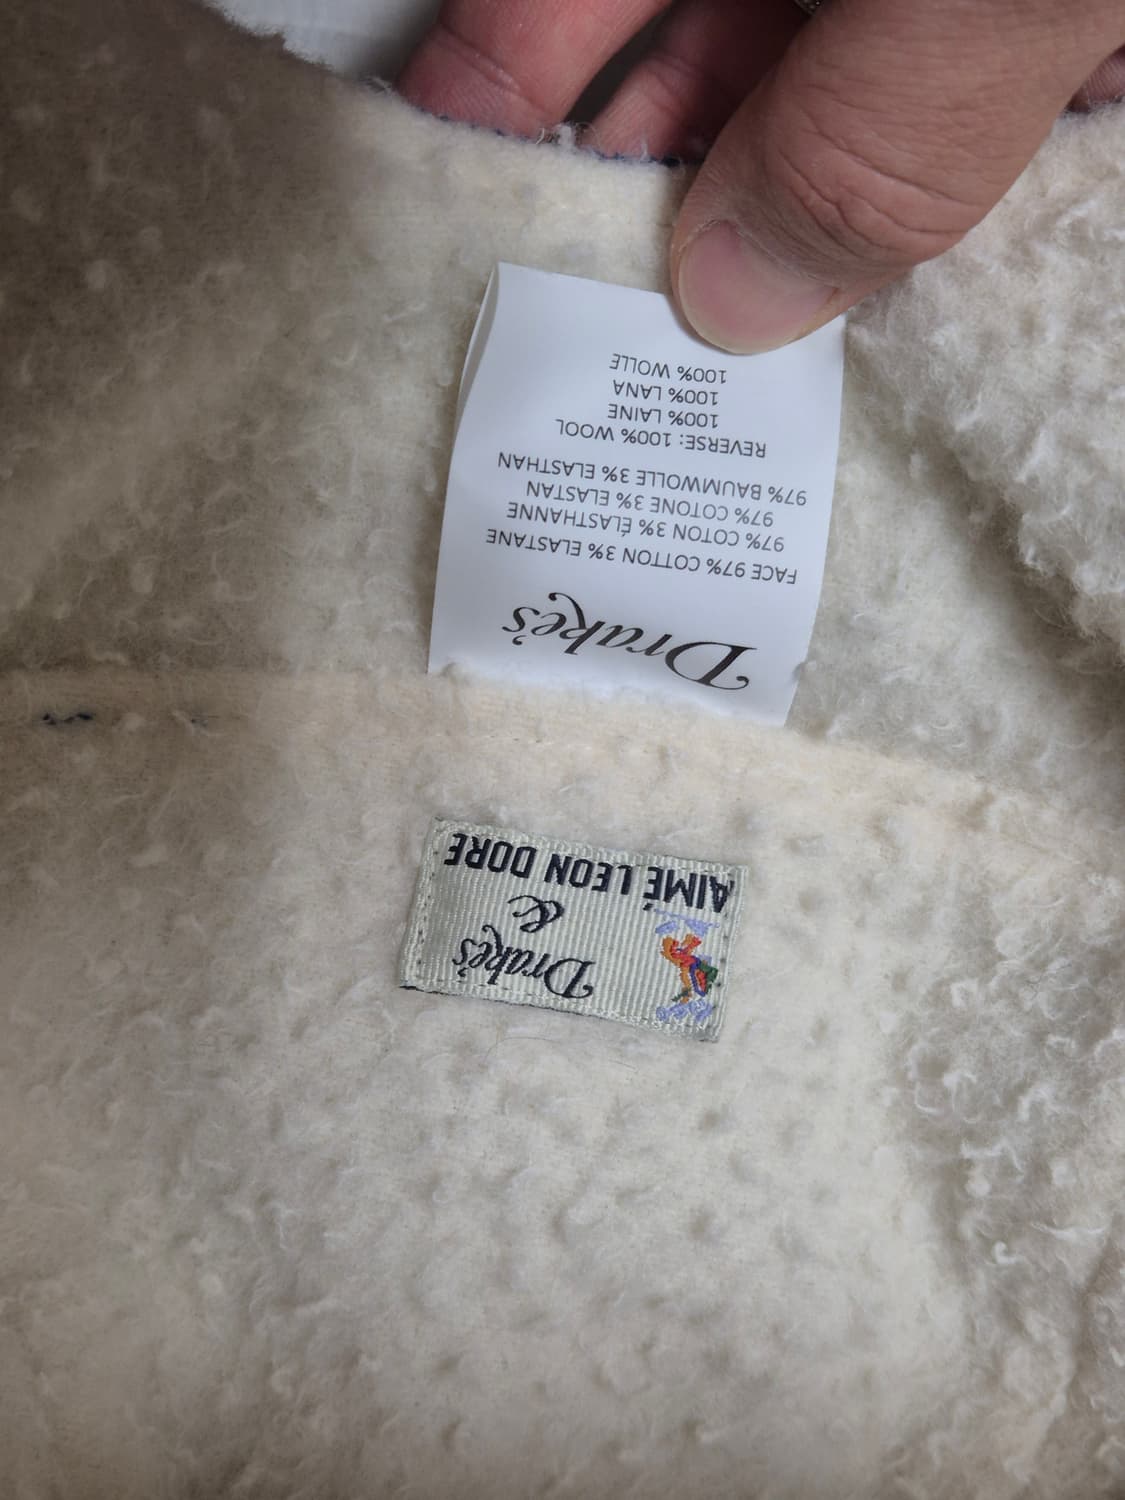 Drake's
FACE 97% COTTON 3% ELASTANE
97% COTON 3% ÉLASTHANNE
97% COTONE 3% ELASTAN
97% BAUMWOLLE 3% ELASTHAN
REVERSE: 100% WOOL
100% LAINE
100% LANA
100% WOLLE
Drake's
&
AIMÉ LEON DORE